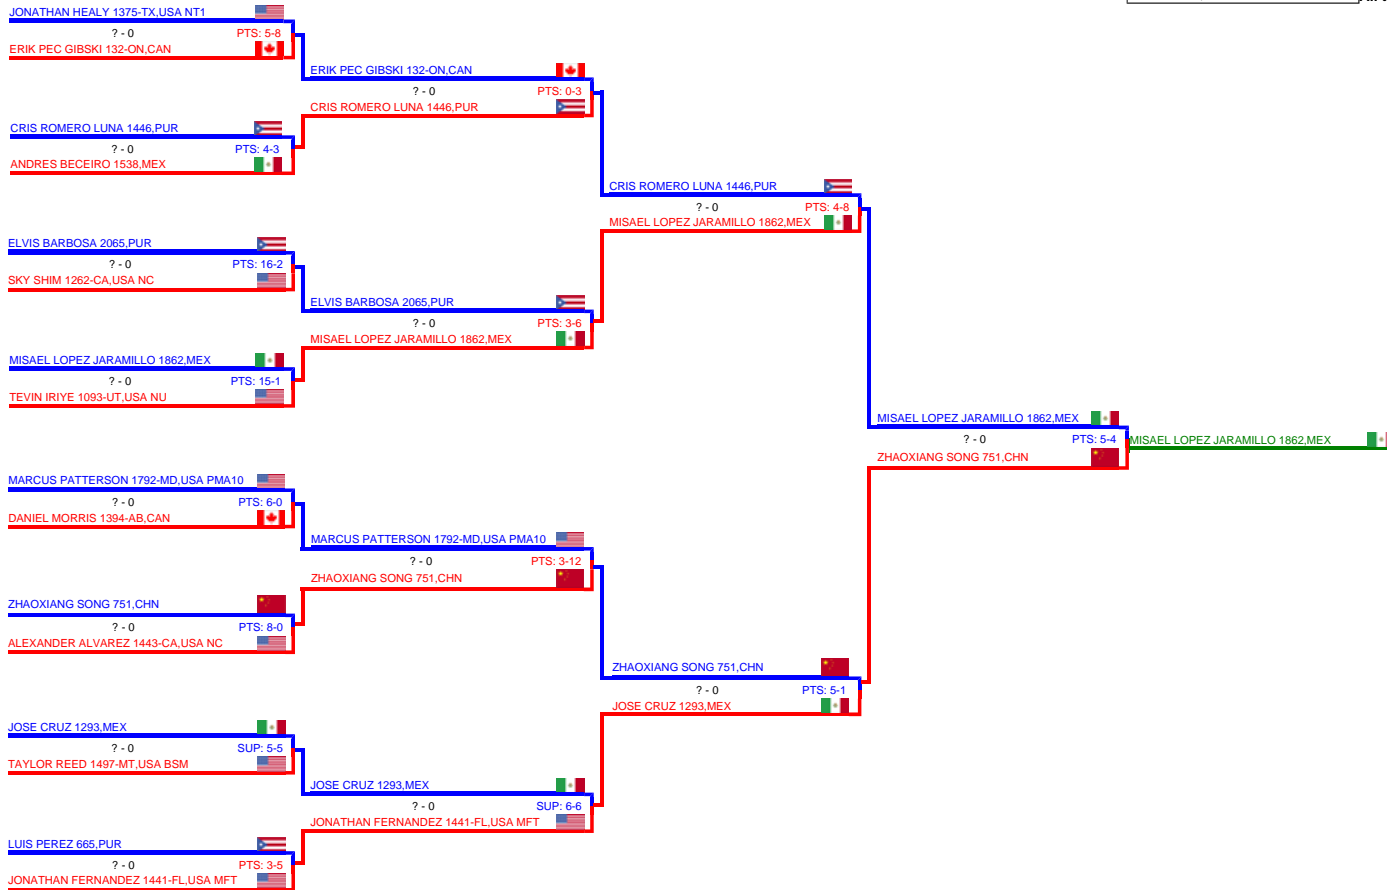 JONATHAN HEALY 1375-TX,USA NT1
? - 0 PTS: 5-8
ERIK PEC GIBSKI 132-ON,CAN
ERIK PEC GIBSKI 132-ON,CAN
? - 0 PTS: 0-3
CRIS ROMERO LUNA 1446,PUR
CRIS ROMERO LUNA 1446,PUR
? - 0 PTS: 4-3
ANDRES BECEIRO 1538,MEX
CRIS ROMERO LUNA 1446,PUR
? - 0 PTS: 4-8
MISAEL LOPEZ JARAMILLO 1862,MEX
ELVIS BARBOSA 2065,PUR
? - 0 PTS: 16-2
SKY SHIM 1262-CA,USA NC
ELVIS BARBOSA 2065,PUR
? - 0 PTS: 3-6
MISAEL LOPEZ JARAMILLO 1862,MEX
MISAEL LOPEZ JARAMILLO 1862,MEX
? - 0 PTS: 15-1
TEVIN IRIYE 1093-UT,USA NU
MISAEL LOPEZ JARAMILLO 1862,MEX
? - 0 PTS: 5-4
MISAEL LOPEZ JARAMILLO 1862,MEX
ZHAOXIANG SONG 751,CHN
MARCUS PATTERSON 1792-MD,USA PMA10
? - 0 PTS: 6-0
DANIEL MORRIS 1394-AB,CAN
MARCUS PATTERSON 1792-MD,USA PMA10
? - 0 PTS: 3-12
ZHAOXIANG SONG 751,CHN
ZHAOXIANG SONG 751,CHN
? - 0 PTS: 8-0
ALEXANDER ALVAREZ 1443-CA,USA NC
ZHAOXIANG SONG 751,CHN
? - 0 PTS: 5-1
JOSE CRUZ 1293,MEX
JOSE CRUZ 1293,MEX
? - 0 SUP: 5-5
TAYLOR REED 1497-MT,USA BSM
JOSE CRUZ 1293,MEX
? - 0 SUP: 6-6
JONATHAN FERNANDEZ 1441-FL,USA MFT
LUIS PEREZ 665,PUR
? - 0 PTS: 3-5
JONATHAN FERNANDEZ 1441-FL,USA MFT